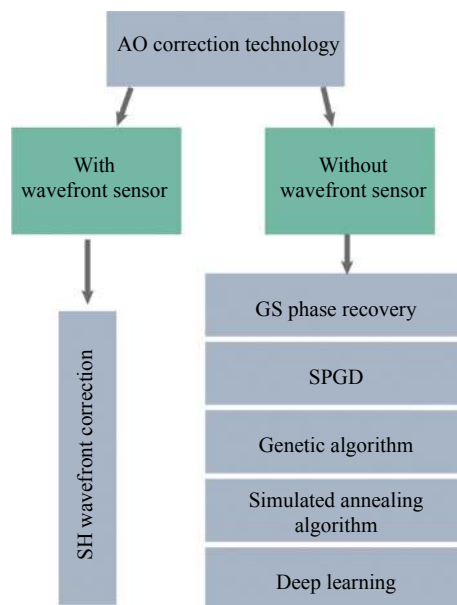 AO correction technology
With
wavefront sensor
Without
wavefront sensor
SH wavefront correction
GS phase recovery
SPGD
Genetic algorithm
Simulated annealing
algorithm
Deep learning